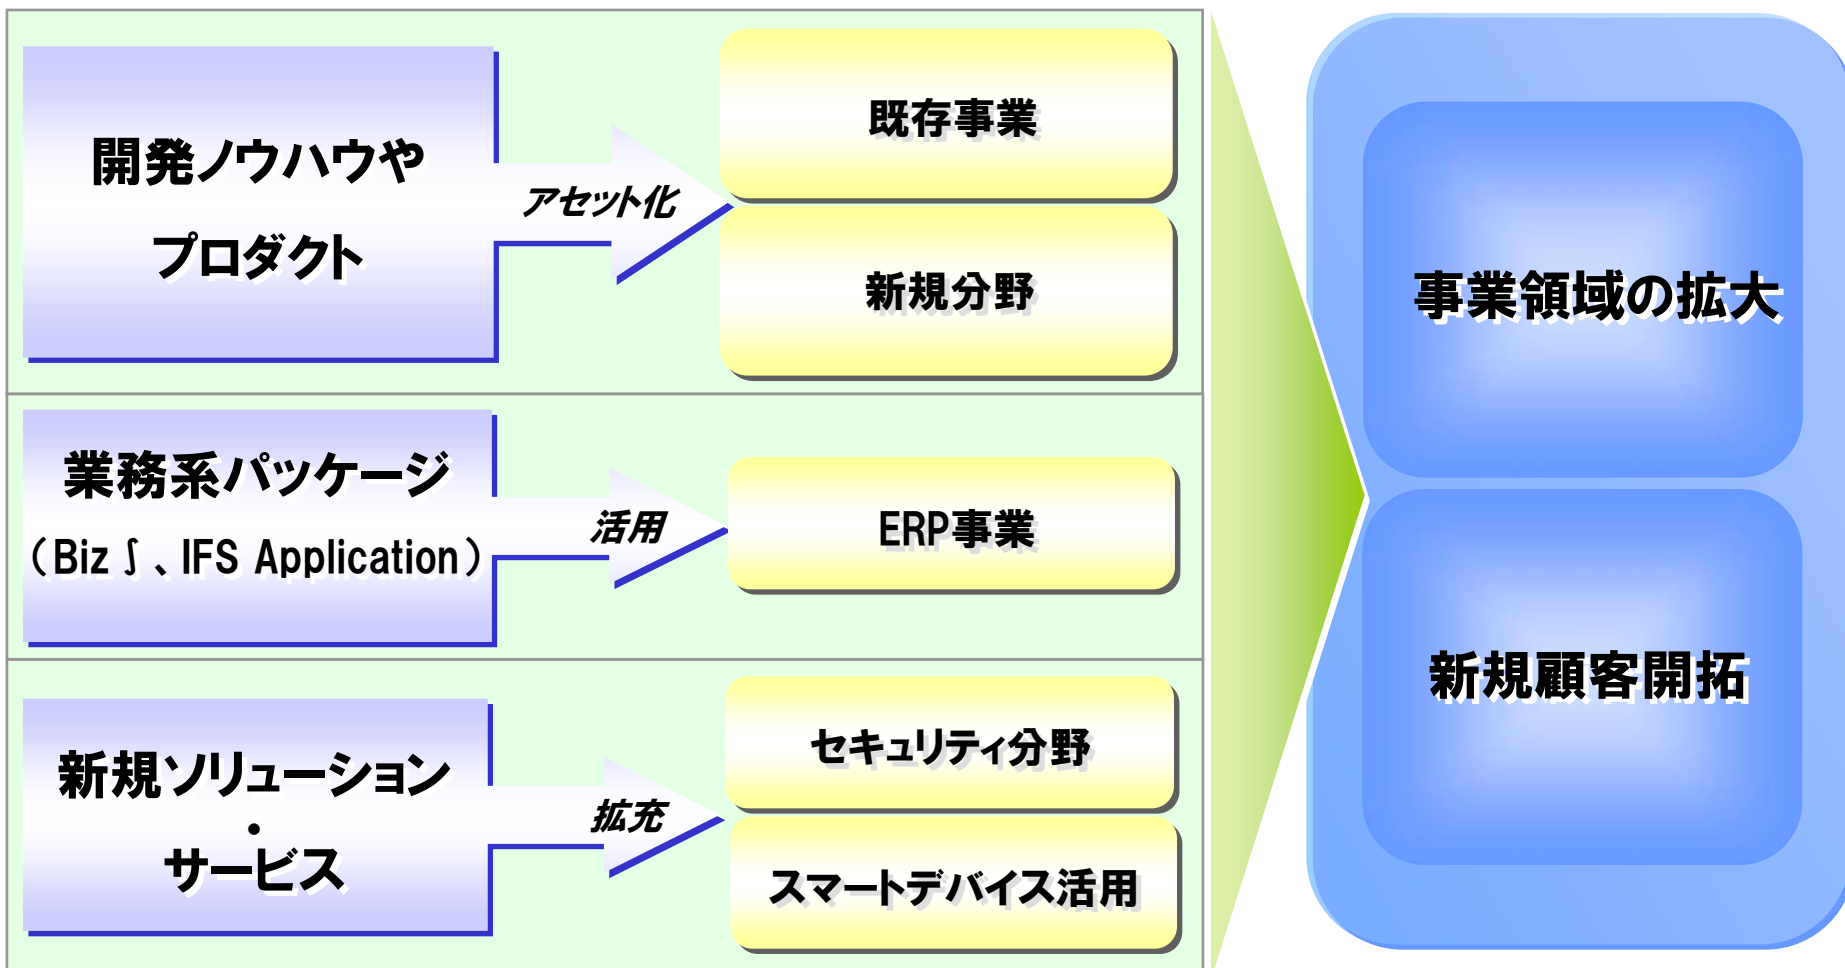 開発ノウハウや
プロダクト
アセット化
既存事業
新規分野
業務系パッケージ
（Biz ∫、IFS Application）
活用
ERP事業
新規ソリューション
・
サービス
拡充
セキュリティ分野
スマートデバイス活用
事業領域の拡大
新規顧客開拓